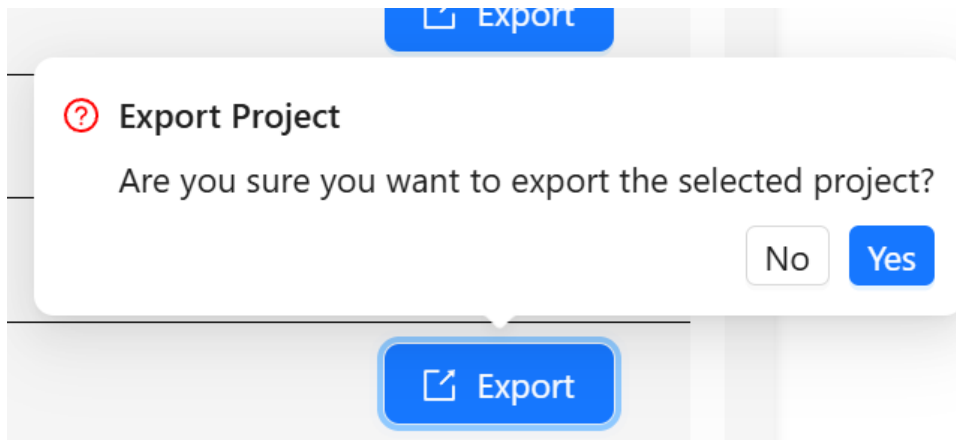 Export
Export Project
Are you sure you want to export the selected project?
No
Yes
Export